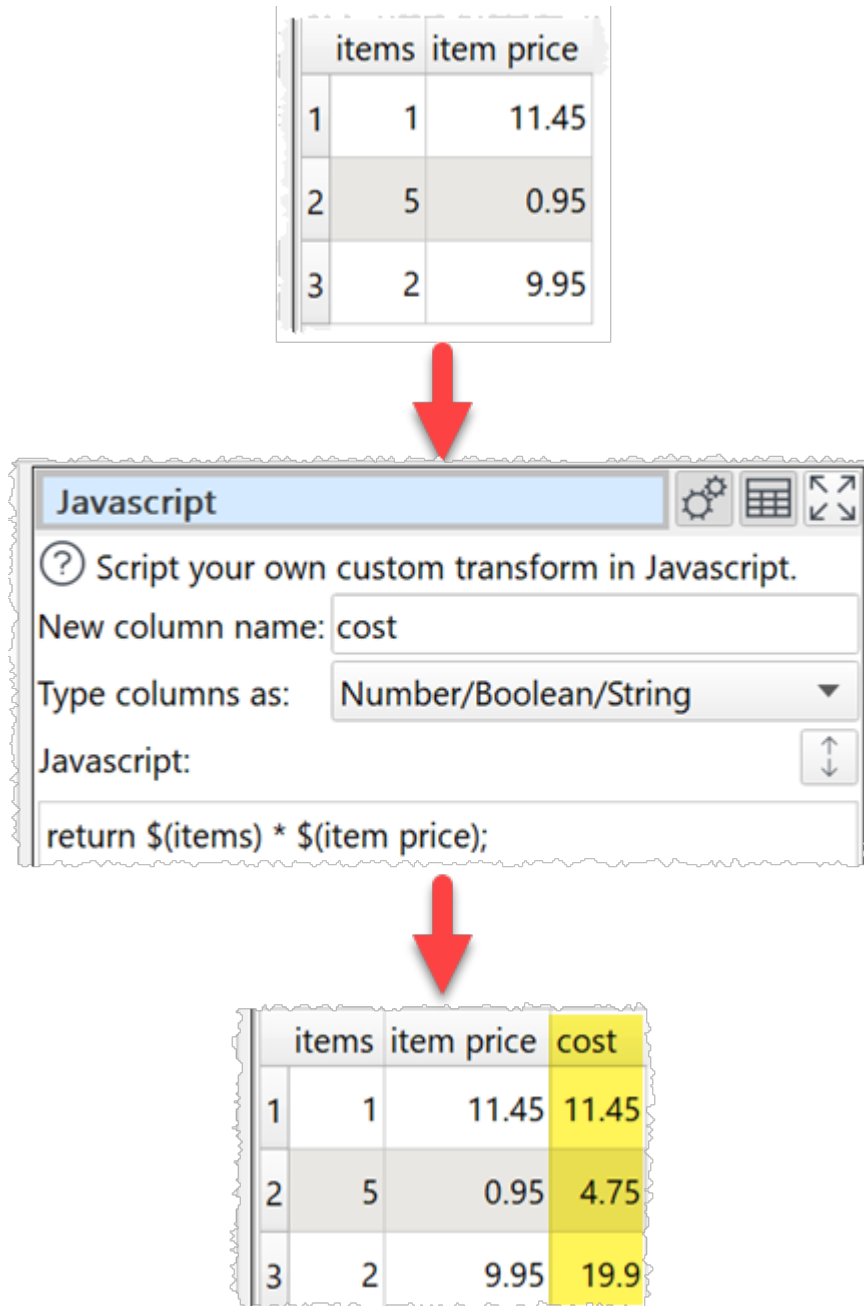 items item price
1 1 11.45
2 5 0.95
3 2 9.95
Javascript
? Script your own custom transform in Javascript.
New column name: cost
Type columns as: Number/Boolean/String
Javascript:
return $(items) * $(item price);
items item price cost
1 1 11.45 11.45
2 5 0.95 4.75
3 2 9.95 19.9